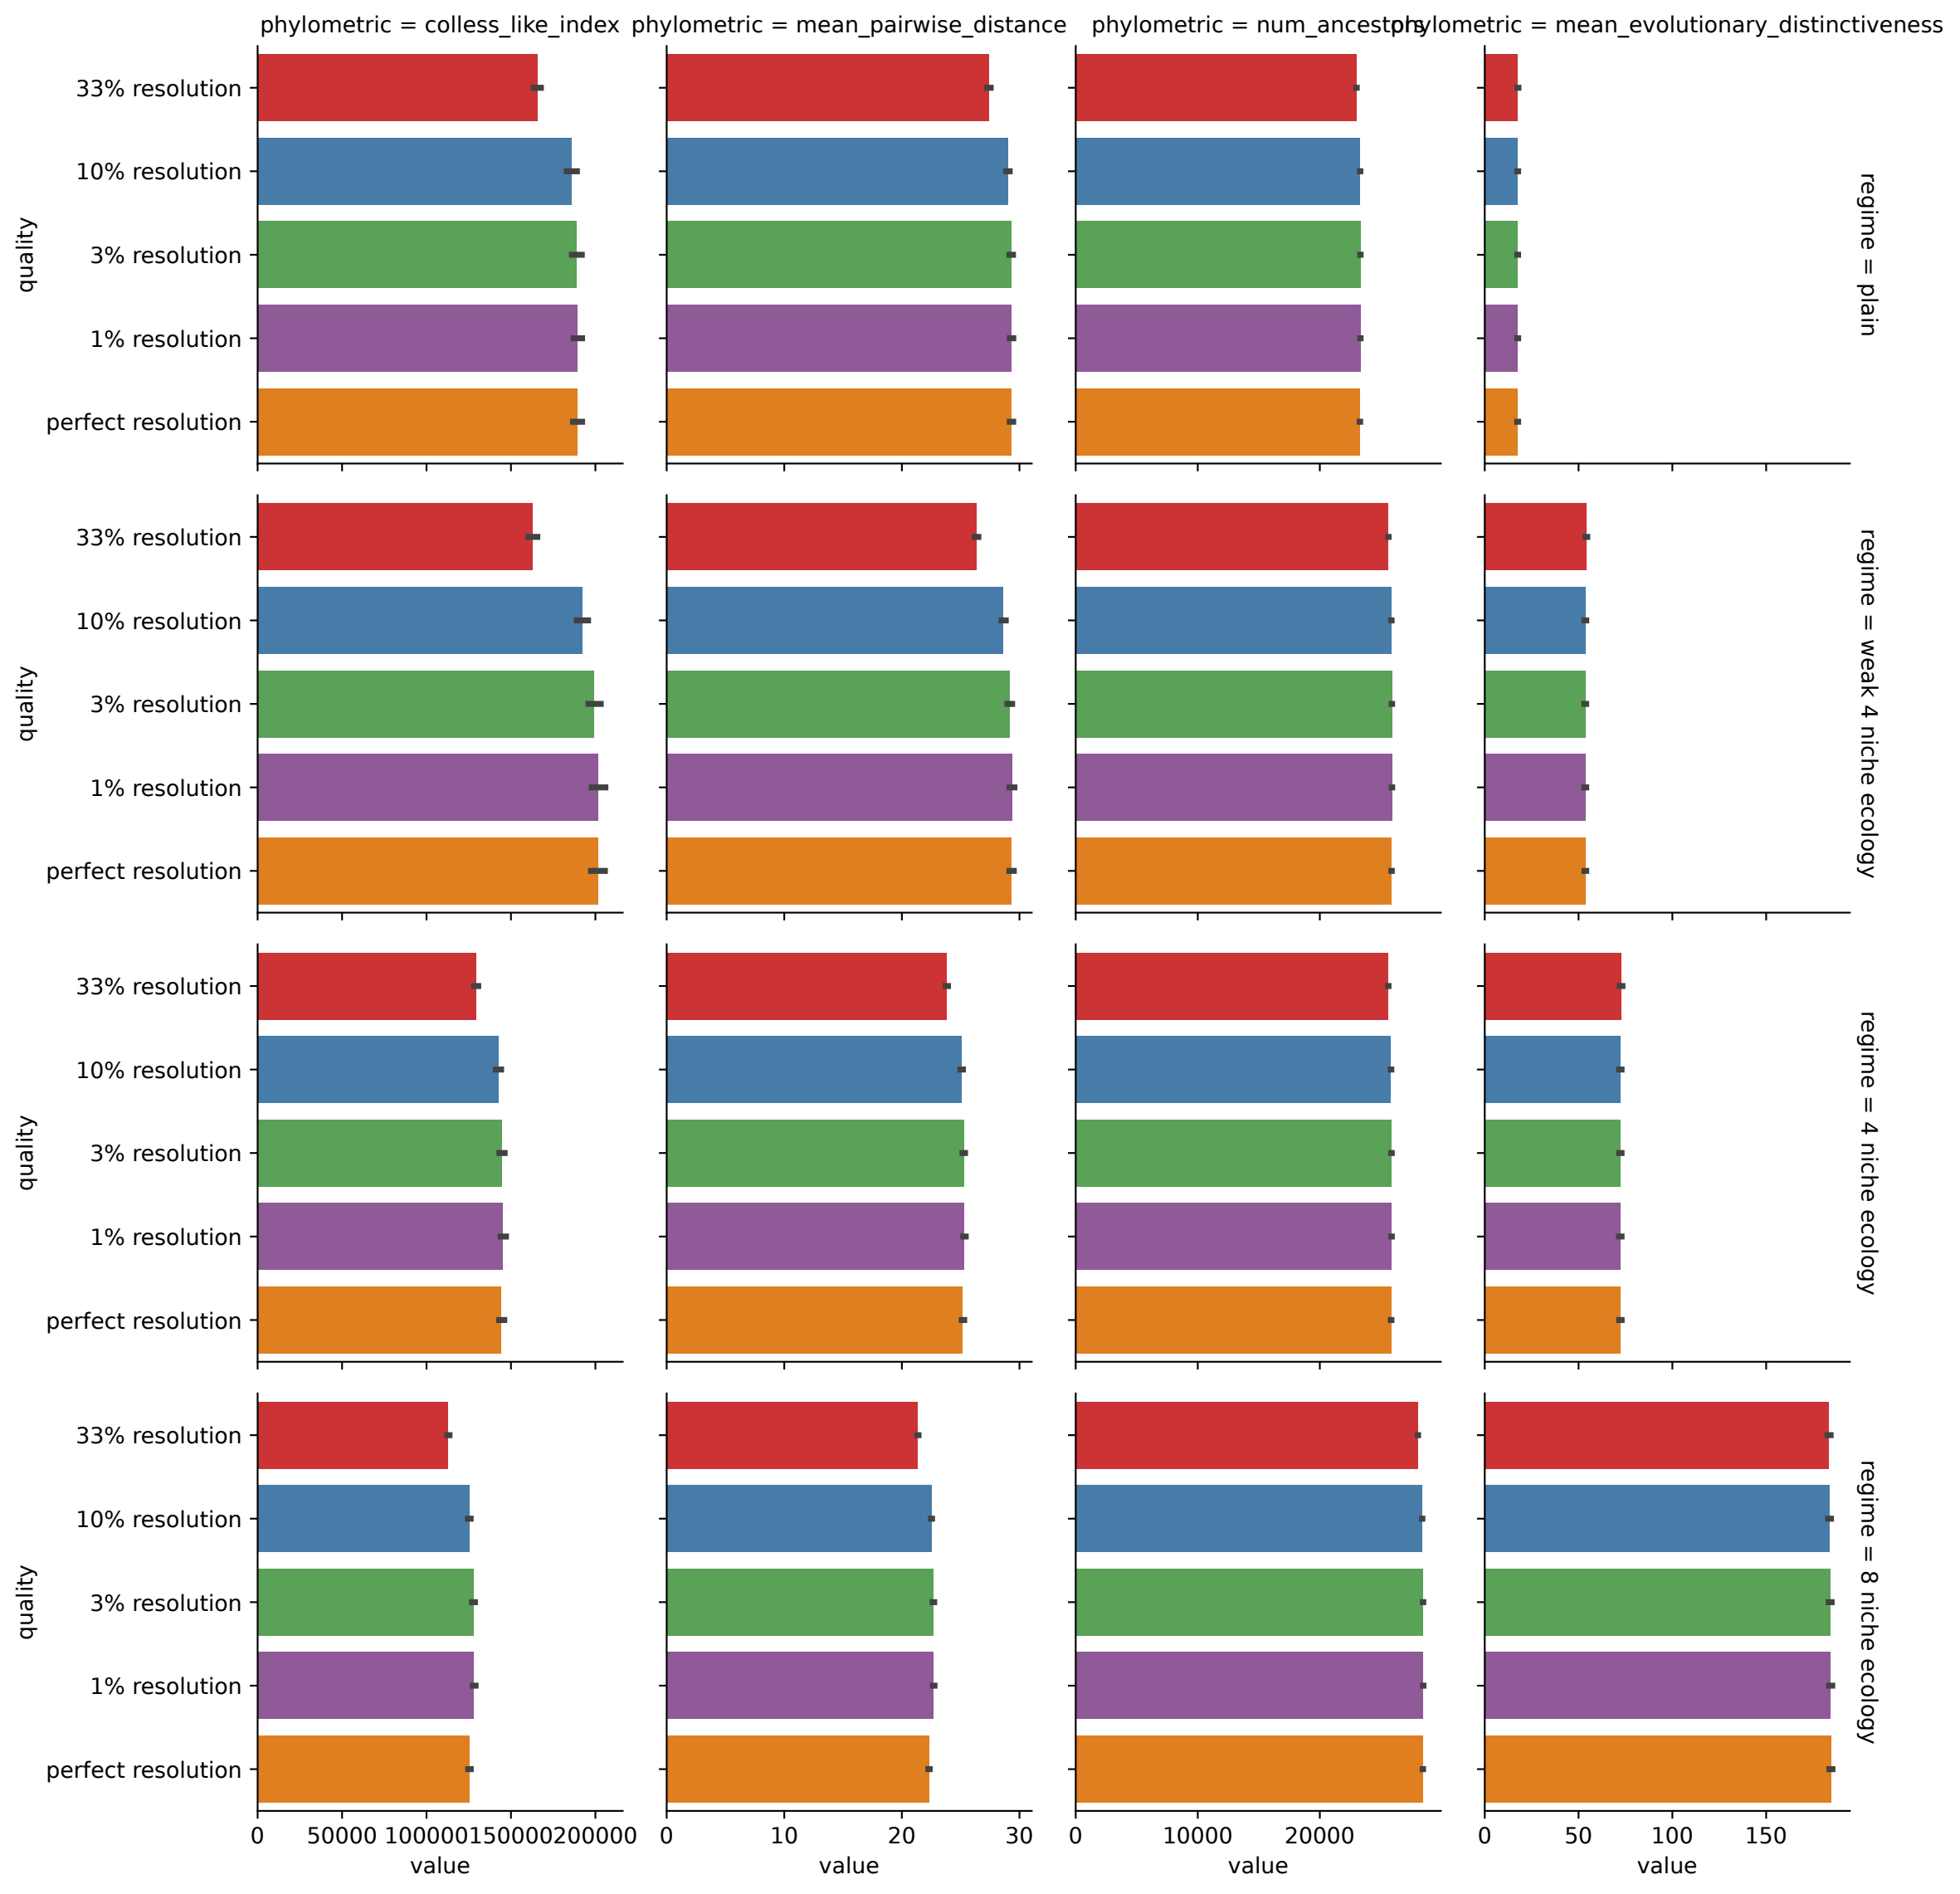 phylometric = colless_like_index
phylometric = mean_pairwise_distance
phylometric = num_ancestors
phylometric = mean_evolutionary_distinctiveness
quality
33% resolution
10% resolution
3% resolution
1% resolution
perfect resolution
regime = plain
quality
33% resolution
10% resolution
3% resolution
1% resolution
perfect resolution
regime = weak 4 niche ecology
quality
33% resolution
10% resolution
3% resolution
1% resolution
perfect resolution
regime = 4 niche ecology
quality
33% resolution
10% resolution
3% resolution
1% resolution
perfect resolution
regime = 8 niche ecology
0 50000 100000 150000 200000
value
0 10 20 30
value
0 10000 20000
value
0 50 100 150
value